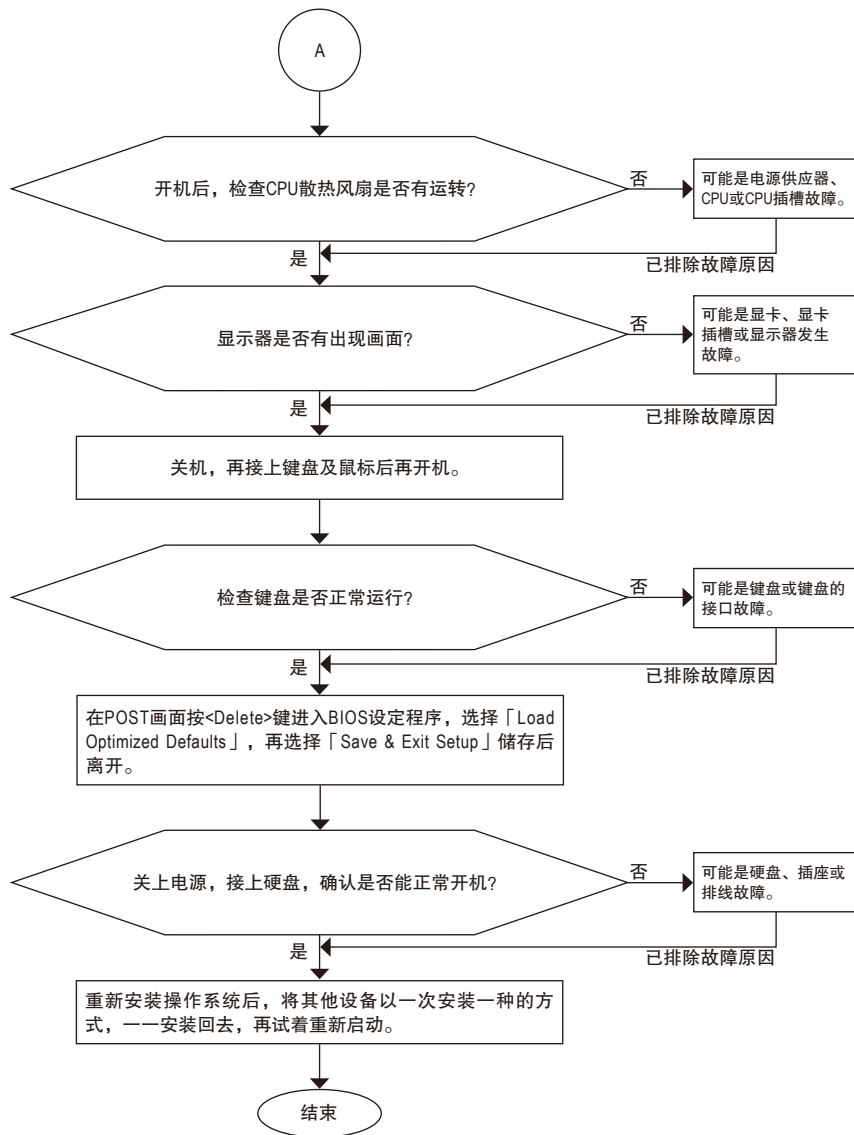 A
开机后，检查CPU散热风扇是否有运转?
否
可能是电源供应器、
CPU或CPU插槽故障。
是
已排除故障原因
显示器是否有出现画面?
否
可能是显卡、显卡
插槽或显示器发生
故障。
是
已排除故障原因
关机，再接上键盘及鼠标后再开机。
检查键盘是否正常运行?
否
可能是键盘或键盘的
接口故障。
是
已排除故障原因
在POST画面按<Delete>键进入BIOS设定程序，选择「Load
Optimized Defaults」，再选择「Save & Exit Setup」储存后
离开。
关上电源，接上硬盘，确认是否能正常开机?
否
可能是硬盘、插座或
排线故障。
是
已排除故障原因
重新安装操作系统后，将其他设备以一次安装一种的方
式，一一安装回去，再试着重新启动。
结束